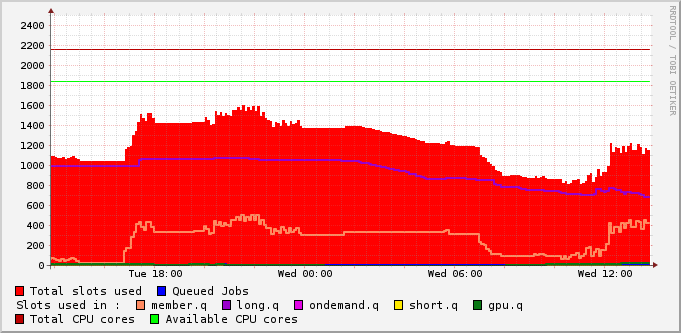 RRDTOOL / TOBI OETIKER
2400
2200
2000
1800
1600
1400
1200
1000
800
600
400
200
0
Tue 18:00 Wed 00:00 Wed 06:00 Wed 12:00
Total slots used Queued Jobs
Slots used in : member.q long.q ondemand.q short.q gpu.q
Total CPU cores Available CPU cores